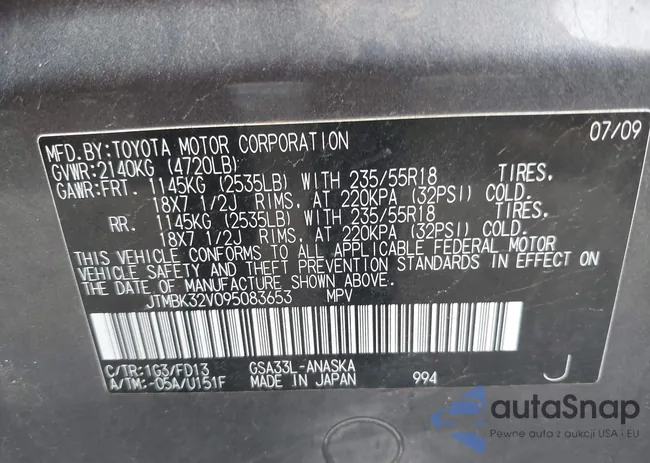 MFD.BY:TOYOTA MOTOR CORPORATION 07/09
GVWR:2140KG (4720LB)
GAWR:FRT. 1145KG (2535LB) WITH 235/55R18 TIRES,
18X7 1/2J RIMS, AT 220KPA (32PSI) COLD.
RR. 1145KG (2535LB) WITH 235/55R18 TIRES,
18X7 1/2J RIMS, AT 220KPA (32PSI) COLD.
THIS VEHICLE CONFORMS TO ALL APPLICABLE FEDERAL MOTOR
VEHICLE SAFETY AND THEFT PREVENTION STANDARDS IN EFFECT ON
THE DATE OF MANUFACTURE SHOWN ABOVE.
JTMBK32V095083653 MPV
C/TR:1G3/FD13 GSA33L-ANASKA
A/TM:-05A/U151F MADE IN JAPAN 994 J
autaSnap
Pewne auta z aukcji USA i EU